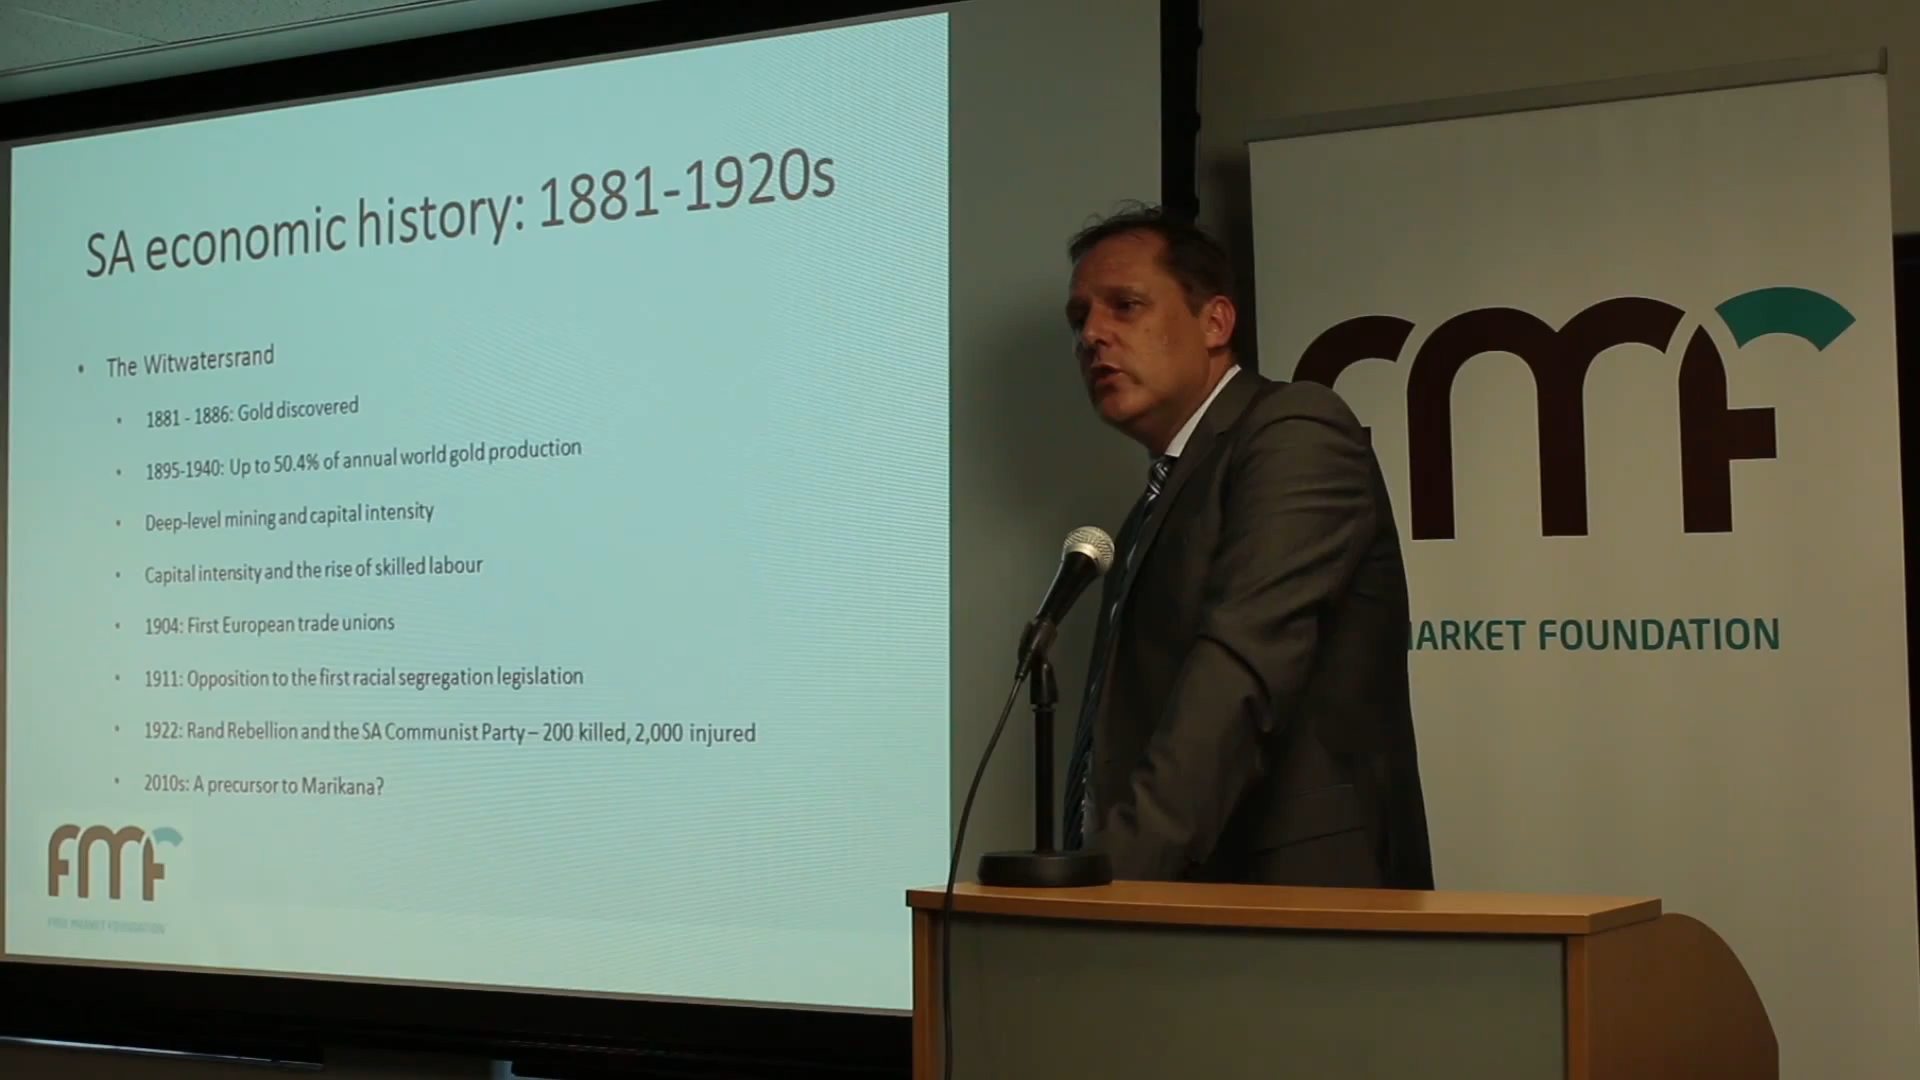 SA economic history: 1881-1920s
• The Witwatersrand
• 1881 - 1886: Gold discovered
• 1895-1940: Up to 50.4% of annual world gold production
• Deep-level mining and capital intensity
• Capital intensity and the rise of skilled labour
• 1904: First European trade unions
• 1911: Opposition to the first racial segregation legislation
• 1922: Rand Rebellion and the SA Communist Party – 200 killed, 2,000 injured
• 2010s: A precursor to Marikana?
FMF
FREE MARKET FOUNDATION
FMF
MARKET FOUNDATION